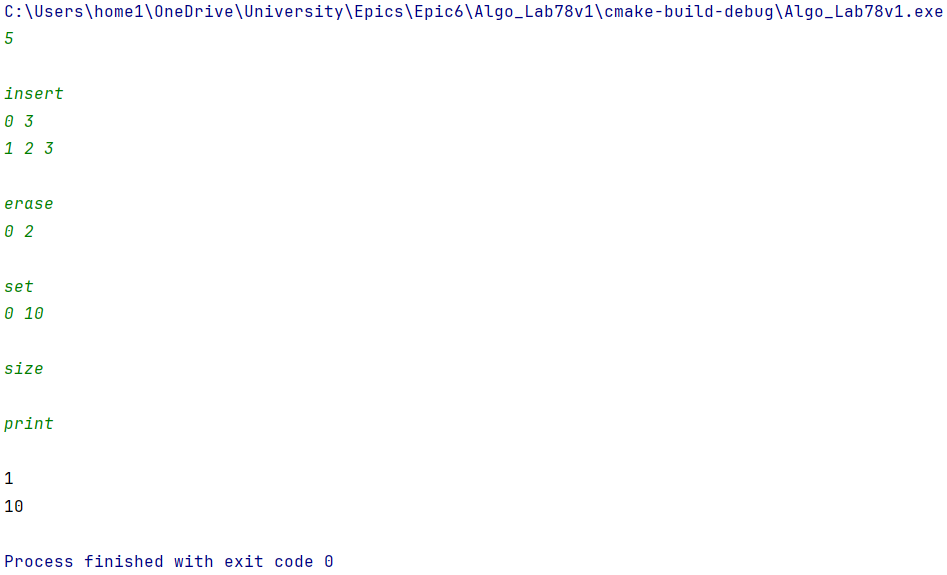 C:\Users\home1\OneDrive\University\Epics\Epic6\Algo_Lab78v1\cmake-build-debug\Algo_Lab78v1.exe
5
insert
0 3
1 2 3
erase
0 2
set
0 10
size
print
1
10
Process finished with exit code 0